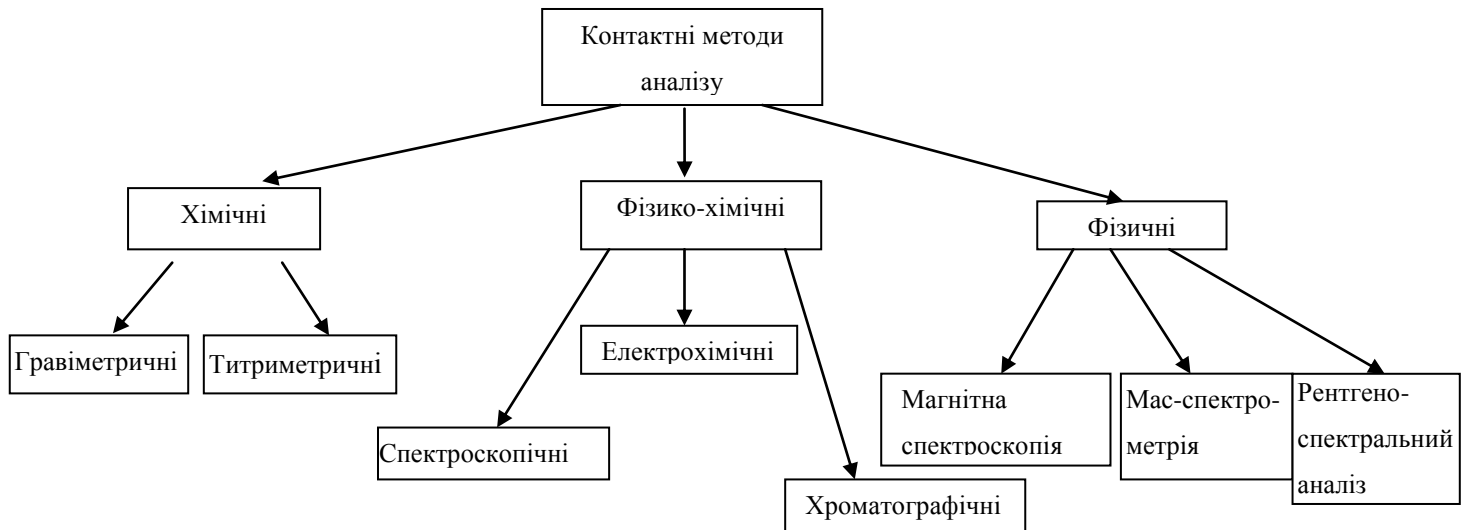 Контактні методи
аналізу
Хімічні
Фізико-хімічні
Фізичні
Гравіметричні
Титриметричні
Електрохімічні
Спектроскопічні
Хроматографічні
Магнітна
спектроскопія
Мас-спектро-
метрія
Рентгено-
спектральний
аналіз